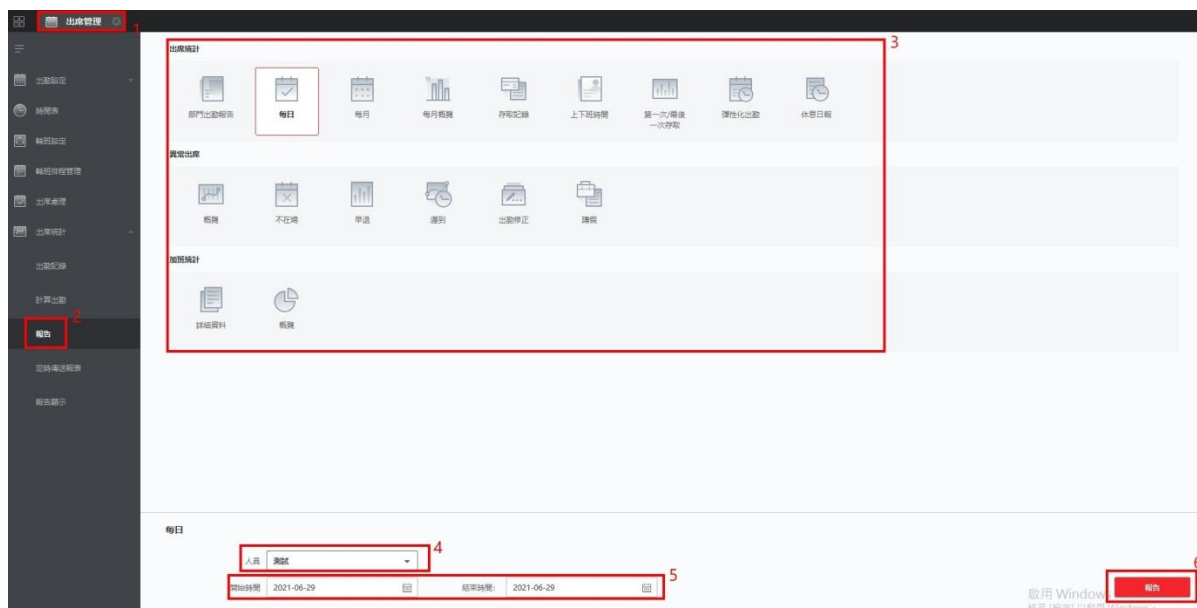 出席管理
1
出勤設定
時間表
輪班設定
輪班排程管理
出席處理
出席統計
出勤記錄
計算出勤
2
報告
定時傳送報表
報告顯示
3
出席統計
部門出勤報告
每日
每月
每月概覽
存取記錄
上下班時間
第一次/最後
一次存取
彈性化出勤
休息日報
異常出席
概覽
不在場
早退
遲到
出勤修正
請假
加班統計
詳細資料
概覽
每日
4
人員 測試
5
開始時間 2021-06-29 結束時間: 2021-06-29
6
報告
啟用 Windows